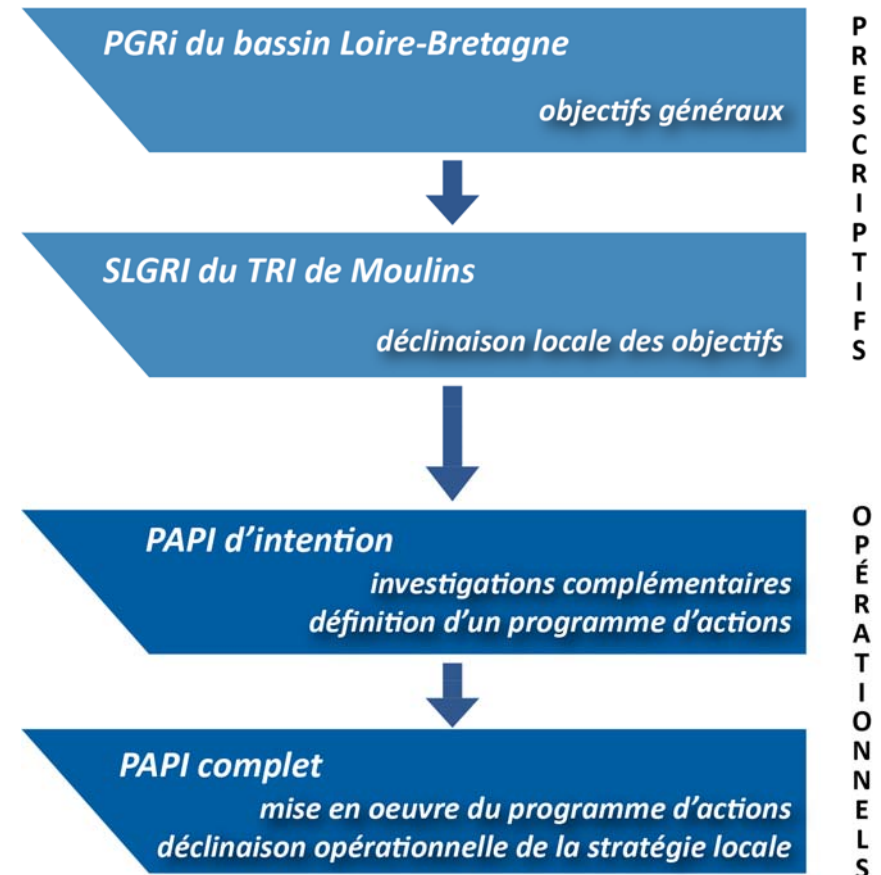 PGRi du bassin Loire-Bretagne
objectifs généraux
PRESCRIPTIFS
SLGRI du TRI de Moulins
déclinaison locale des objectifs
PAPI d'intention
investigations complémentaires
définition d'un programme d'actions
OPÉRATIONNELS
PAPI complet
mise en oeuvre du programme d'actions
déclinaison opérationnelle de la stratégie locale